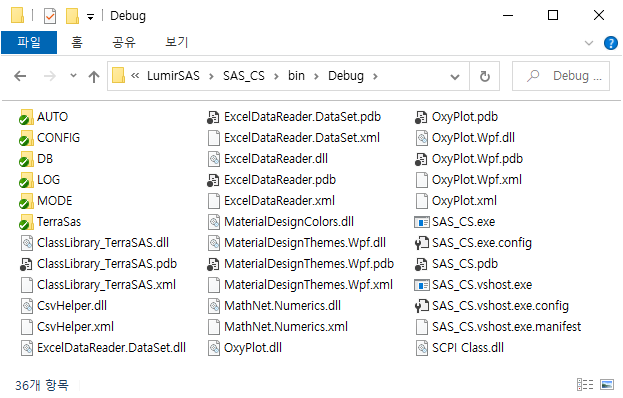 Debug
파일 홈 공유 보기
« LumirSAS > SAS_CS > bin > Debug > Debug ...
AUTO
CONFIG
DB
LOG
MODE
TerraSas
ClassLibrary_TerraSAS.dll
ClassLibrary_TerraSAS.pdb
ClassLibrary_TerraSAS.xml
CsvHelper.dll
CsvHelper.xml
ExcelDataReader.DataSet.dll
ExcelDataReader.DataSet.pdb
ExcelDataReader.DataSet.xml
ExcelDataReader.dll
ExcelDataReader.pdb
ExcelDataReader.xml
MaterialDesignColors.dll
MaterialDesignThemes.Wpf.dll
MaterialDesignThemes.Wpf.pdb
MaterialDesignThemes.Wpf.xml
MathNet.Numerics.dll
MathNet.Numerics.xml
OxyPlot.dll
OxyPlot.pdb
OxyPlot.Wpf.dll
OxyPlot.Wpf.pdb
OxyPlot.Wpf.xml
OxyPlot.xml
SAS_CS.exe
SAS_CS.exe.config
SAS_CS.pdb
SAS_CS.vshost.exe
SAS_CS.vshost.exe.config
SAS_CS.vshost.exe.manifest
SCPI Class.dll
36개 항목